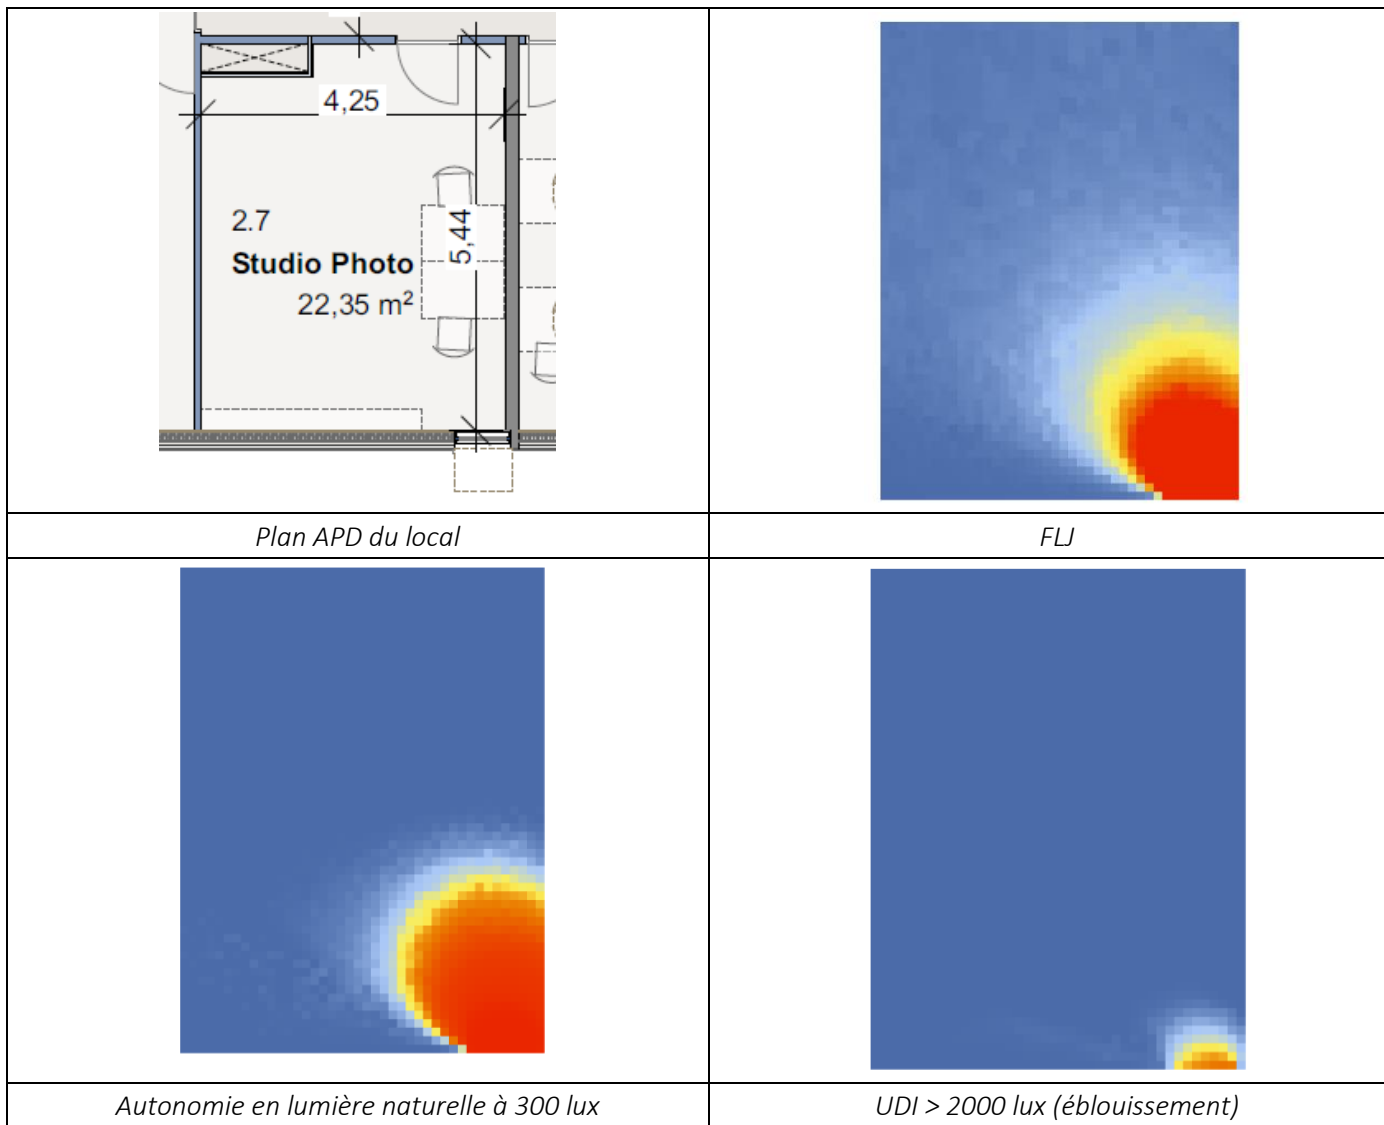 4,25
2.7
Studio Photo
22,35 m²
5,44
Plan APD du local
FLJ
Autonomie en lumière naturelle à 300 lux
UDI > 2000 lux (éblouissement)